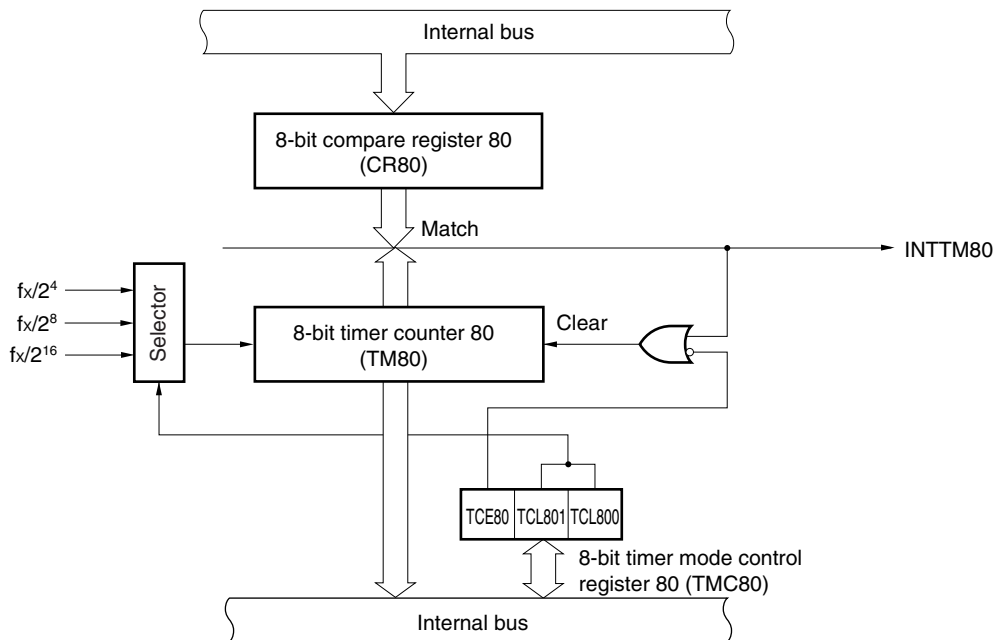 Internal bus
8-bit compare register 80
(CR80)
Match
INTTM80
fx/2⁴
fx/2⁸
fx/2¹⁶
Selector
8-bit timer counter 80
(TM80)
Clear
TCE80 TCL801 TCL800
8-bit timer mode control
register 80 (TMC80)
Internal bus